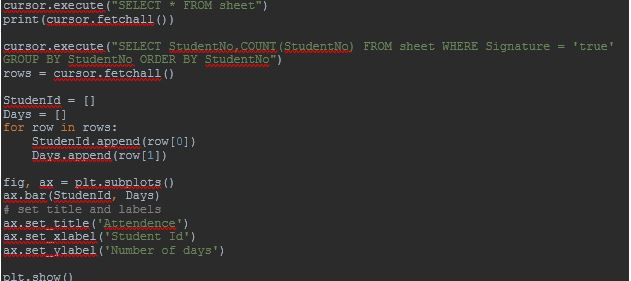 cursor.execute("SELECT * FROM sheet")
print(cursor.fetchall())

cursor.execute("SELECT StudentNo,COUNT(StudentNo) FROM sheet WHERE Signature = 'true'
GROUP BY StudentNo ORDER BY StudentNo")
rows = cursor.fetchall()

StudenId = []
Days = []
for row in rows:
    StudenId.append(row[0])
    Days.append(row[1])

fig, ax = plt.subplots()
ax.bar(StudenId, Days)
# set title and labels
ax.set_title('Attendence')
ax.set_xlabel('Student Id')
ax.set_ylabel('Number of days')

plt.show()